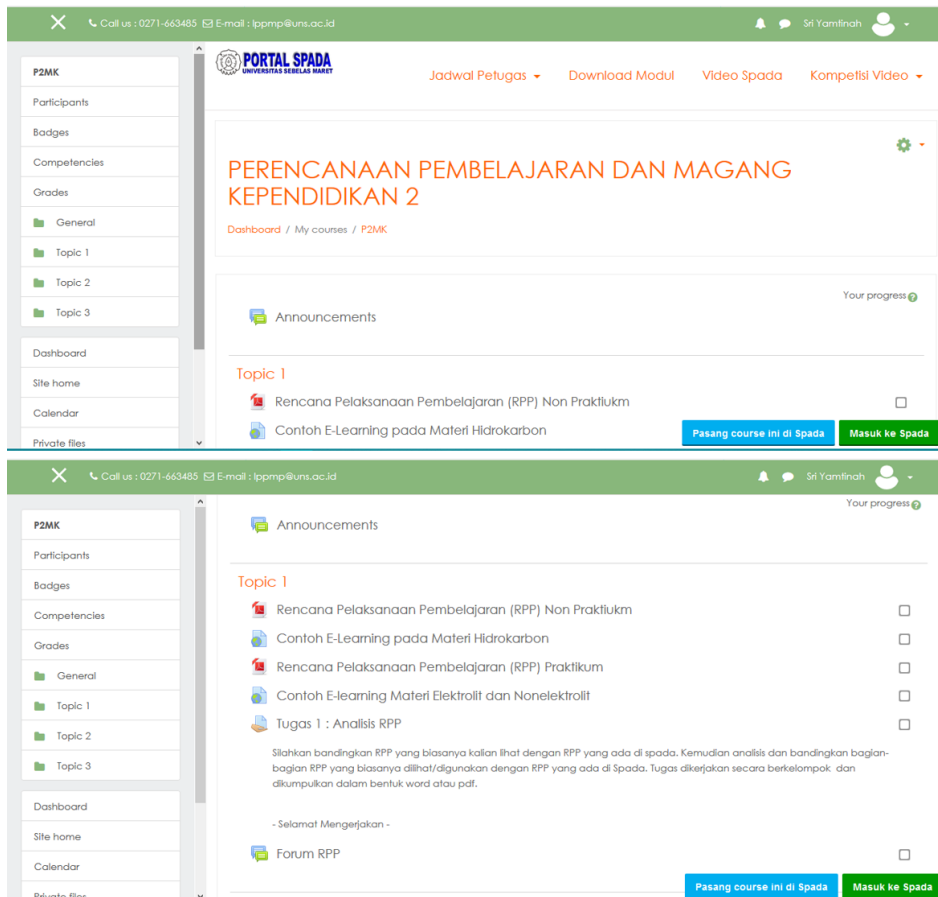 Call us : 0271-663485 E-mail : lppmp@uns.ac.id
Sri Yamtinah
P2MK
Participants
Badges
Competencies
Grades
General
Topic 1
Topic 2
Topic 3
Dashboard
Site home
Calendar
Private files
PORTAL SPADA
UNIVERSITAS SEBELAS MARET
Jadwal Petugas
Download Modul
Video Spada
Kompetisi Video
PERENCANAAN PEMBELAJARAN DAN MAGANG
KEPENDIDIKAN 2
Dashboard / My courses / P2MK
Your progress
Announcements
Topic 1
Rencana Pelaksanaan Pembelajaran (RPP) Non Praktiukm
Contoh E-Learning pada Materi Hidrokarbon
Pasang course ini di Spada
Masuk ke Spada
Call us : 0271-663485 E-mail : lppmp@uns.ac.id
Sri Yamtinah
P2MK
Participants
Badges
Competencies
Grades
General
Topic 1
Topic 2
Topic 3
Dashboard
Site home
Calendar
Private files
Your progress
Announcements
Topic 1
Rencana Pelaksanaan Pembelajaran (RPP) Non Praktiukm
Contoh E-Learning pada Materi Hidrokarbon
Rencana Pelaksanaan Pembelajaran (RPP) Praktikum
Contoh E-learning Materi Elektrolit dan Nonelektrolit
Tugas 1 : Analisis RPP
Silahkan bandingkan RPP yang biasanya kalian lihat dengan RPP yang ada di spada. Kemudian analisis dan bandingkan bagian-
bagian RPP yang biasanya dilihat/digunakan dengan RPP yang ada di Spada. Tugas dikerjakan secara berkelompok dan
dikumpulkan dalam bentuk word atau pdf.
- Selamat Mengerjakan -
Forum RPP
Pasang course ini di Spada
Masuk ke Spada